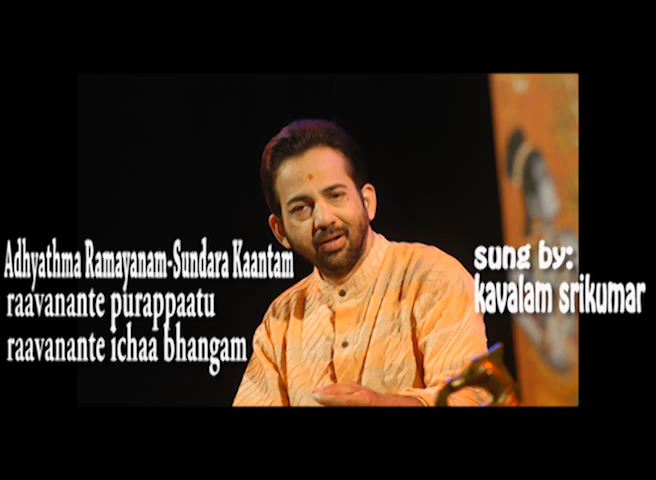 Adhyathma Ramayanam-Sundara Kaantam
raavanante purappaatu
raavanante ichaa bhangam
sung by:
kavalam srikumar